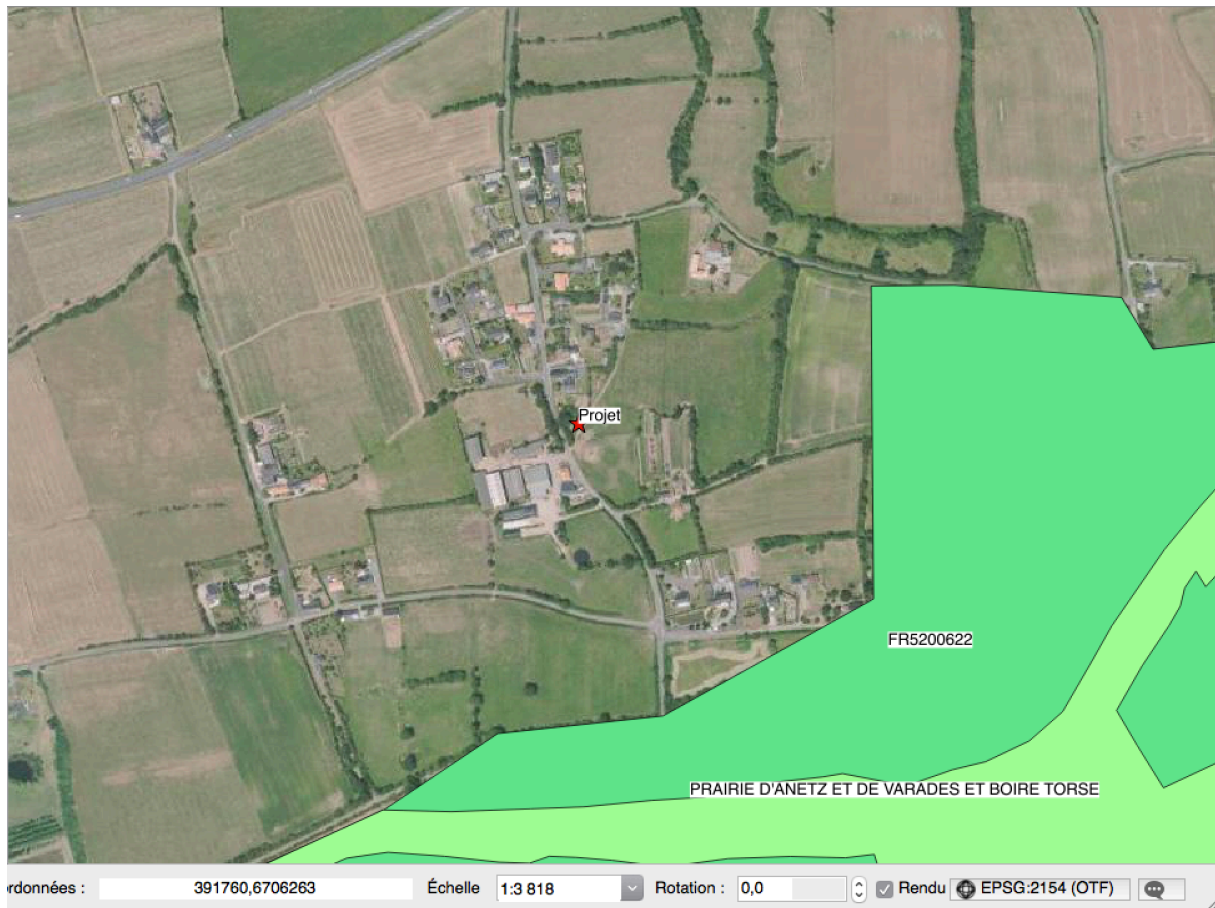 Projet
FR5200622
PRAIRIE D'ANETZ ET DE VARADES ET BOIRE TORSE
rdonnées : 391760,6706263 Échelle 1:3 818 Rotation : 0,0 Rendu EPSG:2154 (OTF)